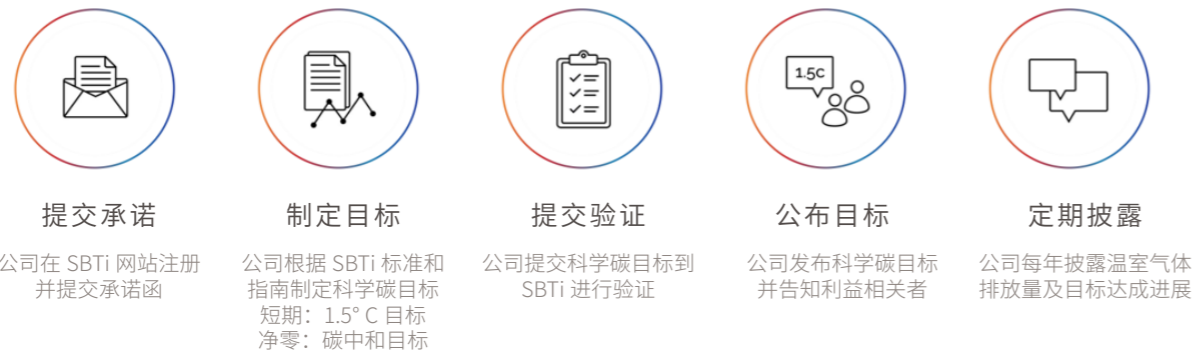 1.5c
提交承诺
公司在 SBTi 网站注册
并提交承诺函
制定目标
公司根据 SBTi 标准和
指南制定科学碳目标
短期：1.5° C 目标
净零：碳中和目标
提交验证
公司提交科学碳目标到
SBTi 进行验证
公布目标
公司发布科学碳目标
并告知利益相关者
定期披露
公司每年披露温室气体
排放量及目标达成进展